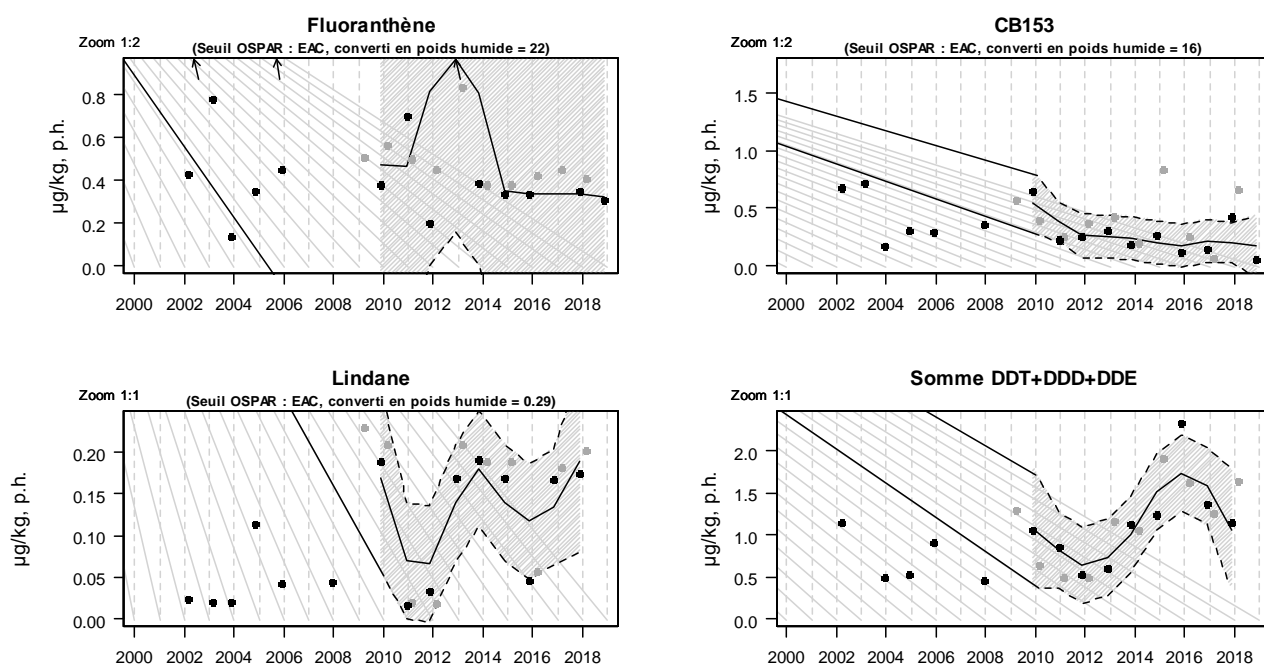 Fluoranthène
Zoom 1:2
(Seuil OSPAR : EAC, converti en poids humide = 22)
µg/kg, p.h.
0.8
0.6
0.4
0.2
0.0
2000 2002 2004 2006 2008 2010 2012 2014 2016 2018
CB153
Zoom 1:2
(Seuil OSPAR : EAC, converti en poids humide = 16)
µg/kg, p.h.
1.5
1.0
0.5
0.0
2000 2002 2004 2006 2008 2010 2012 2014 2016 2018
Lindane
Zoom 1:1
(Seuil OSPAR : EAC, converti en poids humide = 0.29)
µg/kg, p.h.
0.20
0.15
0.10
0.05
0.00
2000 2002 2004 2006 2008 2010 2012 2014 2016 2018
Somme DDT+DDD+DDE
Zoom 1:1
µg/kg, p.h.
2.0
1.5
1.0
0.5
0.0
2000 2002 2004 2006 2008 2010 2012 2014 2016 2018